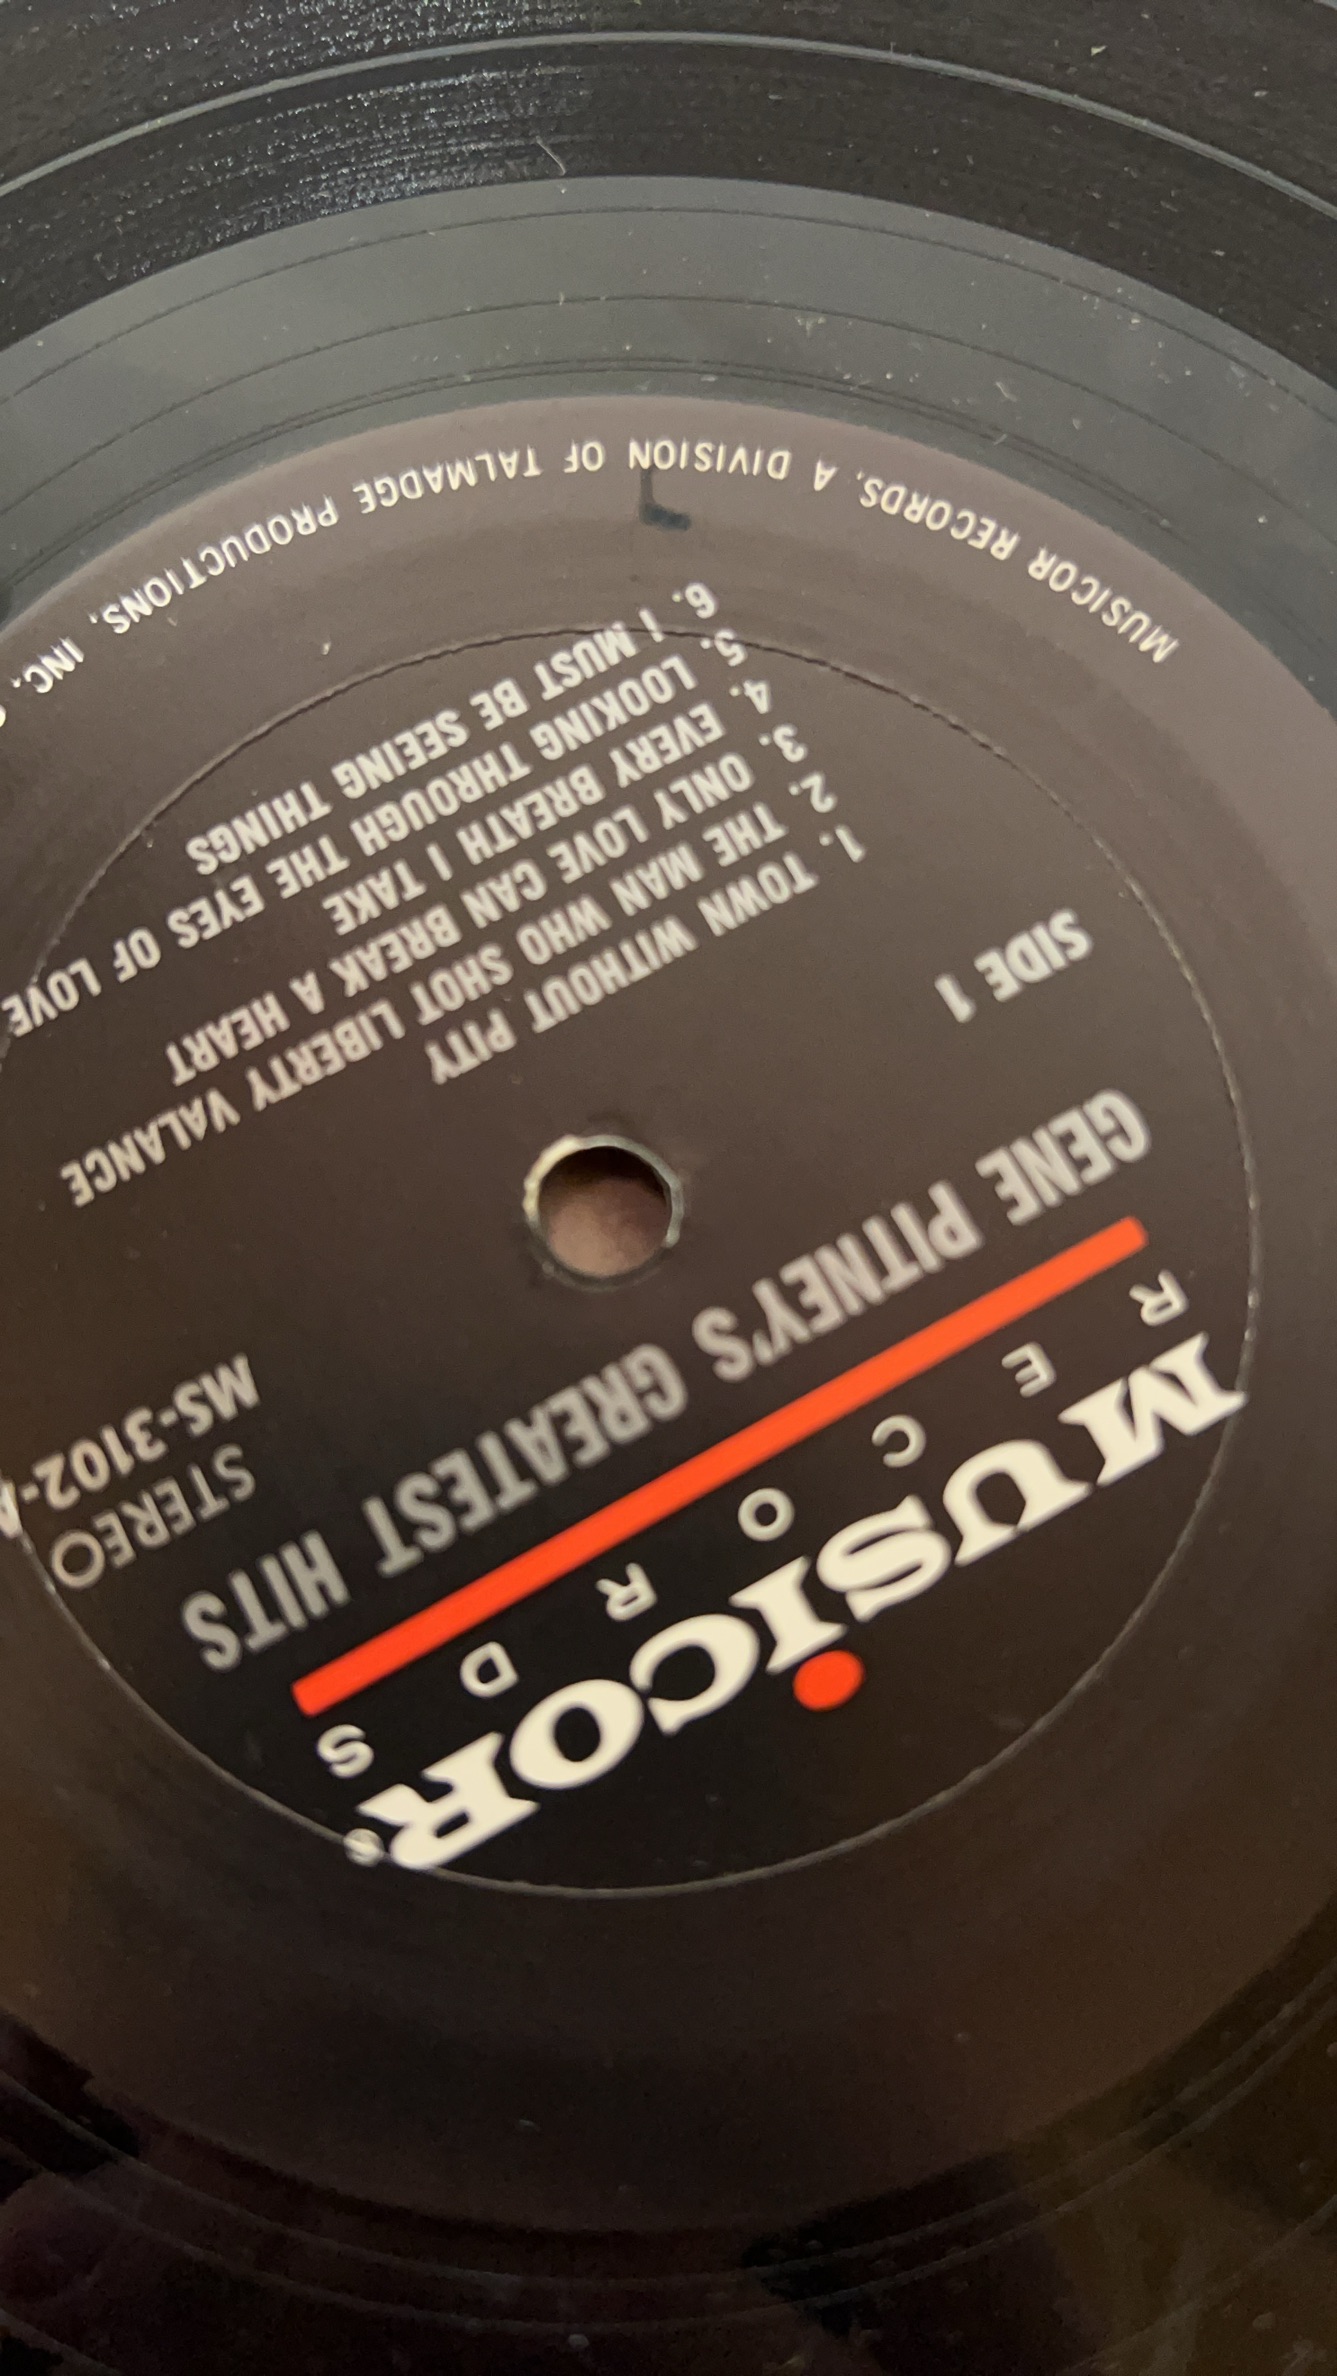 MUSICOR
RECORDS
GENE PITNEY'S GREATEST HITS
STEREO
MS-3102-A
SIDE 1
1. TOWN WITHOUT PITY
2. THE MAN WHO SHOT LIBERTY VALANCE
3. ONLY LOVE CAN BREAK A HEART
4. EVERY BREATH I TAKE
5. LOOKING THROUGH THE EYES OF LOVE
6. I MUST BE SEEING THINGS
MUSICOR RECORDS, A DIVISION OF TALMADGE PRODUCTIONS, INC.